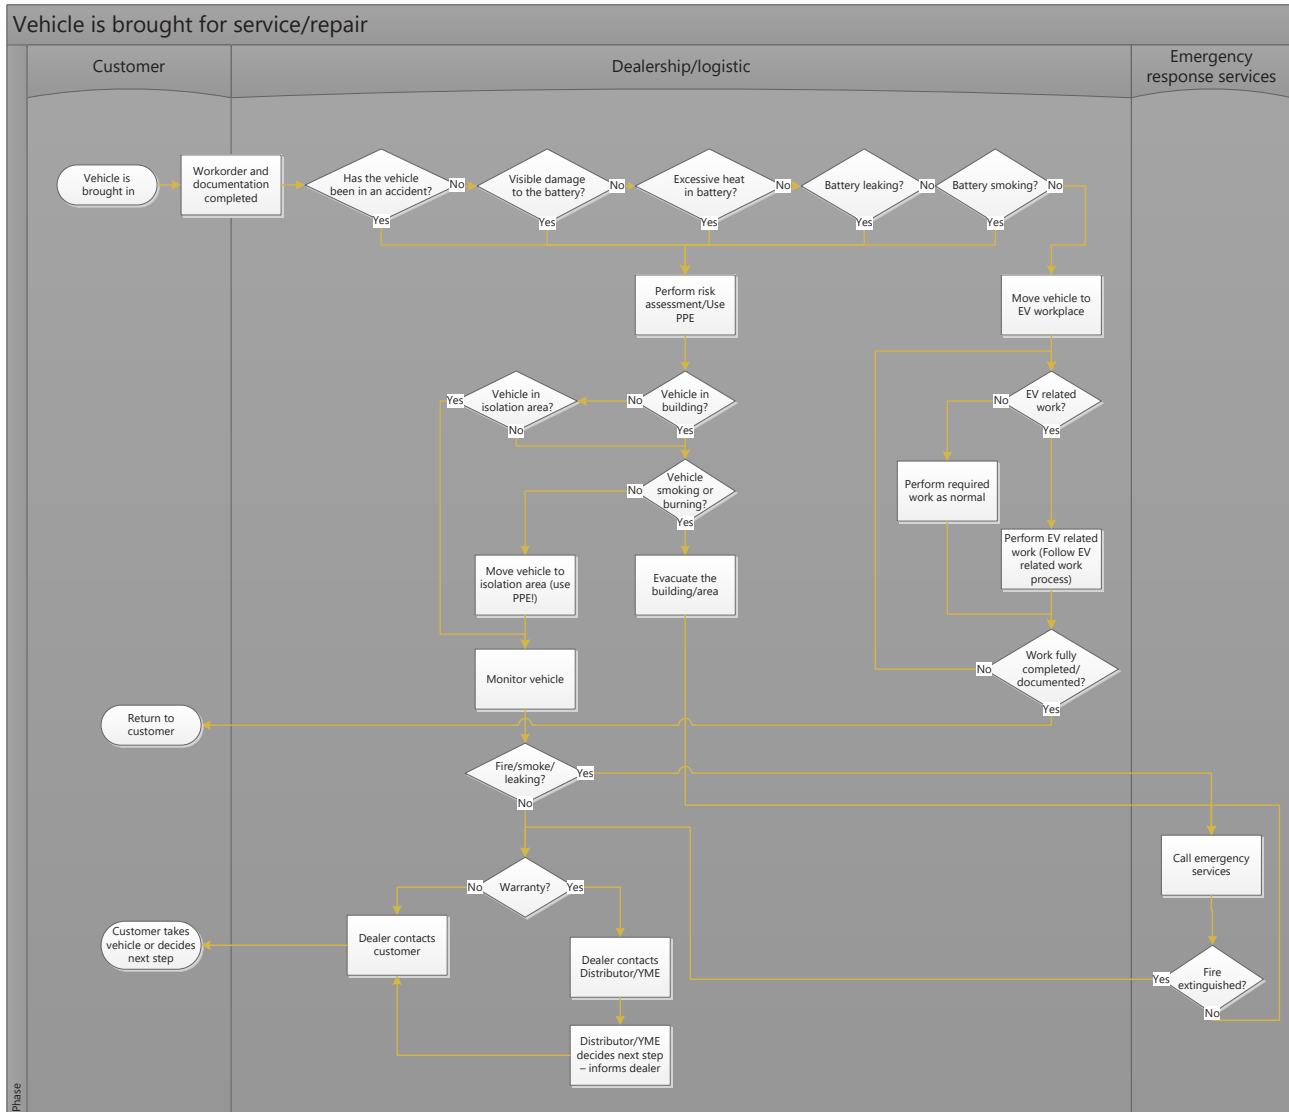 Vehicle is brought for service/repair
Customer
Dealership/logistic
Emergency
response services
Vehicle is
brought in
Workorder and
documentation
completed
Has the vehicle
been in an accident?
No
Yes
Visible damage
to the battery?
No
Yes
Excessive heat
in battery?
No
Yes
Battery leaking?
No
Yes
Battery smoking?
No
Yes
Perform risk
assessment/Use
PPE
Move vehicle to
EV workplace
Vehicle in
isolation area?
Yes
No
Vehicle in
building?
No
Yes
EV related
work?
No
Yes
Vehicle
smoking or
burning?
No
Yes
Perform required
work as normal
Perform EV related
work (Follow EV
related work
process)
Move vehicle to
isolation area (use
PPE!)
Evacuate the
building/area
Monitor vehicle
Work fully
completed/
documented?
No
Yes
Return to
customer
Fire/smoke/
leaking?
Yes
No
Call emergency
services
Warranty?
No
Yes
Customer takes
vehicle or decides
next step
Dealer contacts
customer
Dealer contacts
Distributor/YME
Fire
extinguished?
Yes
No
Distributor/YME
decides next step
– informs dealer
Phase